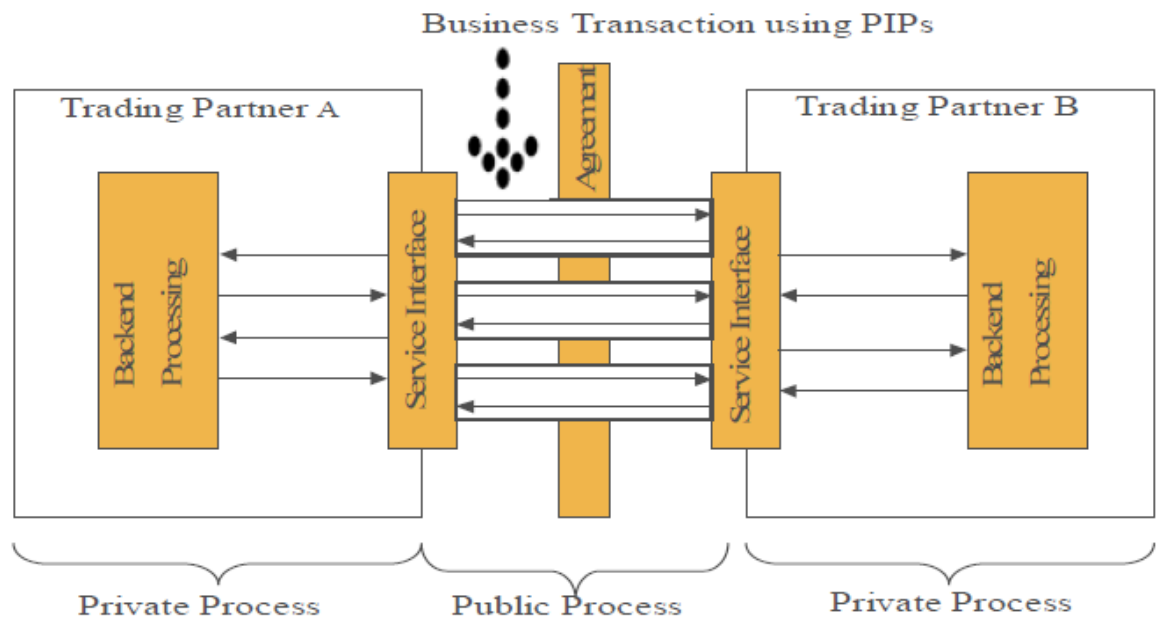 Business Transaction using PIPs
Trading Partner A
Agreement
Trading Partner B
Backend
Processing
Service Interface
Service Interface
Backend
Processing
Private Process
Public Process
Private Process